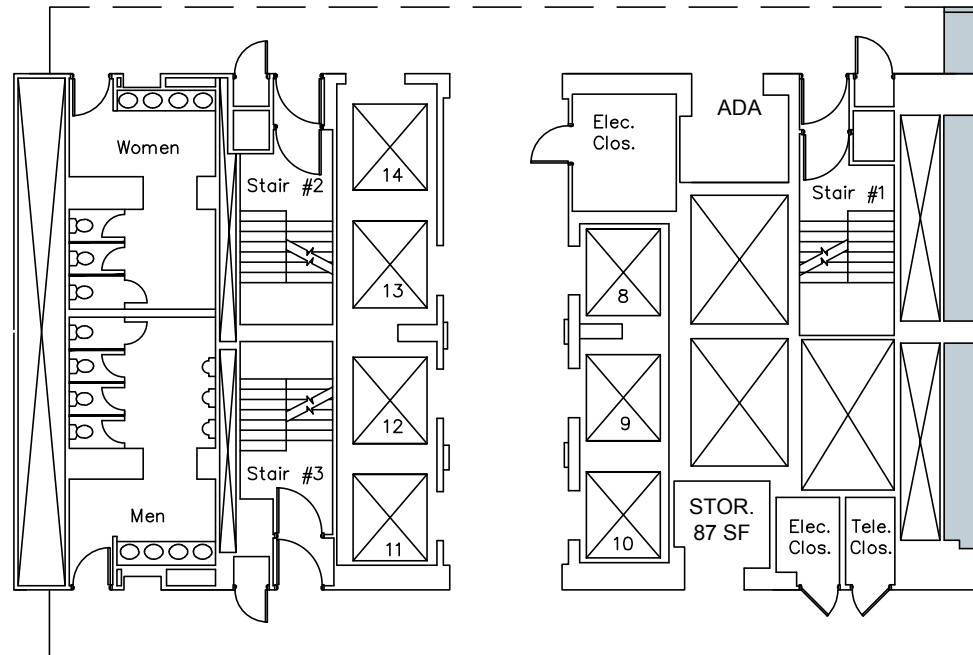 ADA
Elec.
Clos.
Women
14
Stair #2
Stair #1
13
8
12
9
Stair #3
STOR.
87 SF
Men
Elec.
Clos.
Tele.
Clos.
11
10